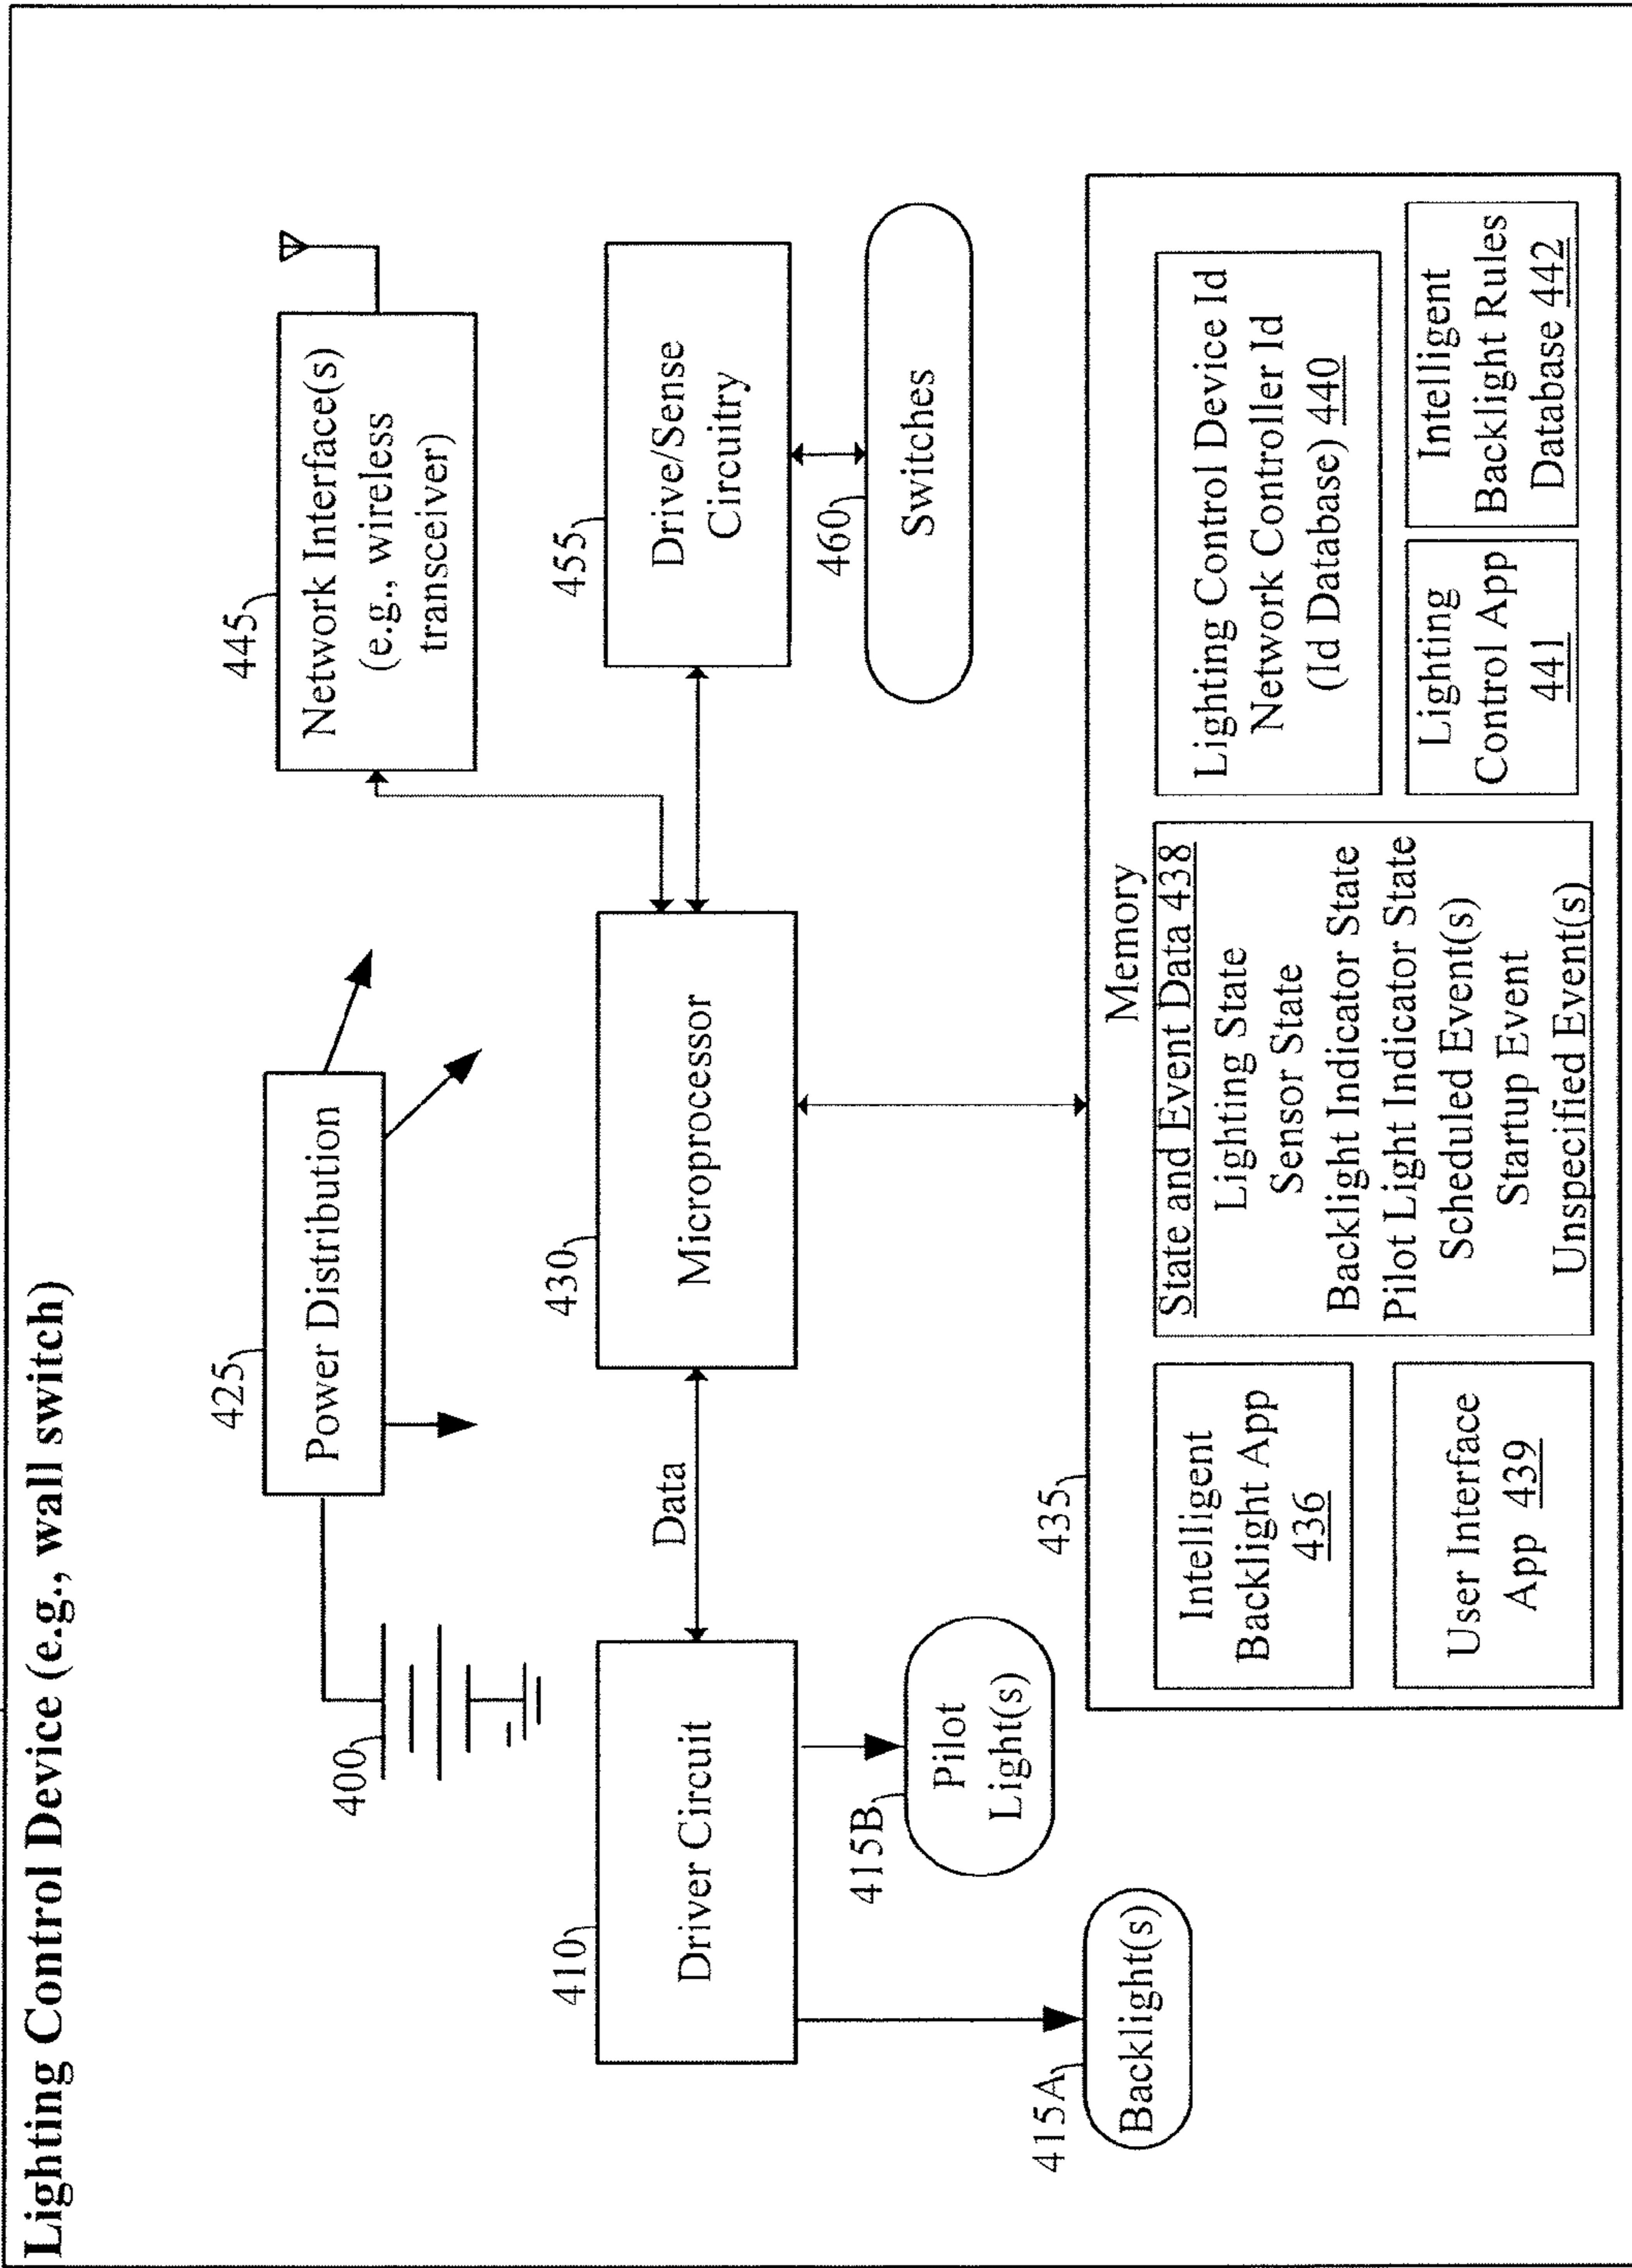 Lighting Control Device (e.g., wall switch)
400
425
Power Distribution
445
Network Interface(s)
(e.g., wireless
transceiver)
410
Driver Circuit
Data
430
Microprocessor
455
Drive/Sense
Circuitry
415A
Backlight(s)
415B
Pilot
Light(s)
460
Switches
435
Memory
Intelligent
Backlight App
436
User Interface
App 439
State and Event Data 438
Lighting State
Sensor State
Backlight Indicator State
Pilot Light Indicator State
Scheduled Event(s)
Startup Event
Unspecified Event(s)
Lighting Control Device Id
Network Controller Id
(Id Database) 440
Lighting
Control App
441
Intelligent
Backlight Rules
Database 442